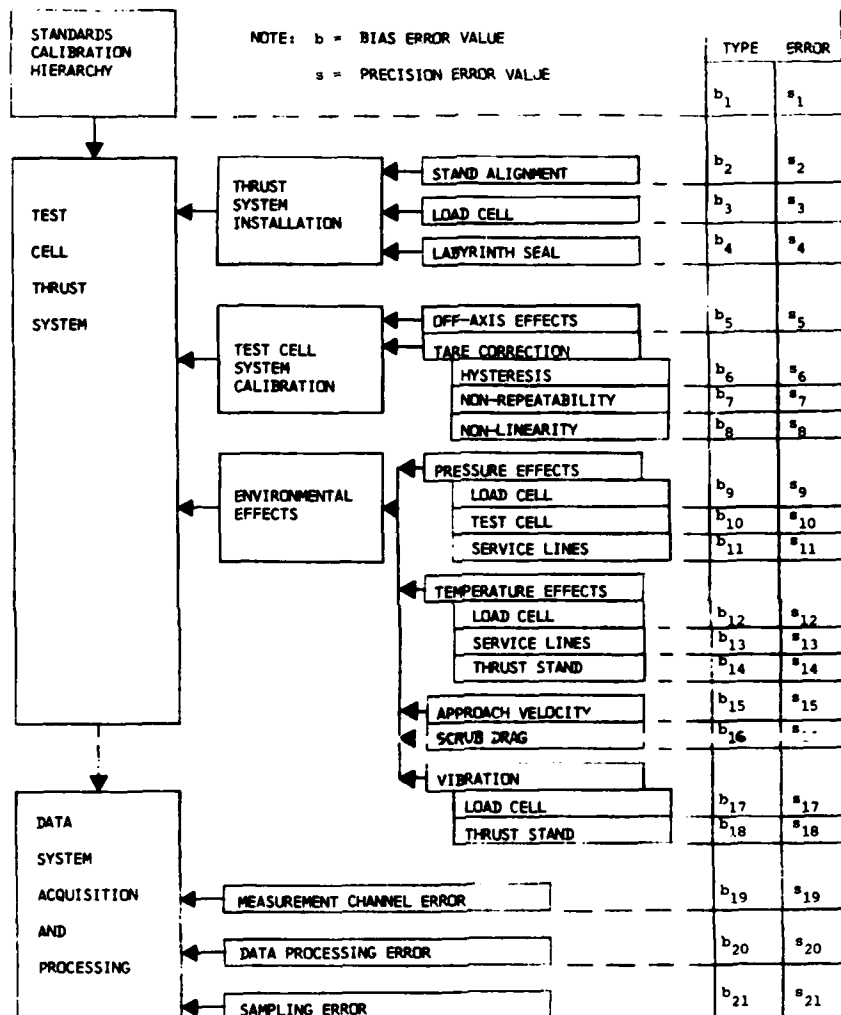 STANDARDS
CALIBRATION
HIERARCHY
NOTE: b = BIAS ERROR VALUE
s = PRECISION ERROR VALUE
TYPE ERROR
b1 s1
TEST
CELL
THRUST
SYSTEM
THRUST
SYSTEM
INSTALLATION
STAND ALIGNMENT b2 s2
LOAD CELL b3 s3
LABYRINTH SEAL b4 s4
TEST CELL
SYSTEM
CALIBRATION
OFF-AXIS EFFECTS b5 s5
TARE CORRECTION
HYSTERESIS b6 s6
NON-REPEATABILITY b7 s7
NON-LINEARITY b8 s8
ENVIRONMENTAL
EFFECTS
PRESSURE EFFECTS
LOAD CELL b9 s9
TEST CELL b10 s10
SERVICE LINES b11 s11
TEMPERATURE EFFECTS
LOAD CELL b12 s12
SERVICE LINES b13 s13
THRUST STAND b14 s14
APPROACH VELOCITY b15 s15
SCRUB DRAG b16 s
VIBRATION
LOAD CELL b17 s17
THRUST STAND b18 s18
DATA
SYSTEM
ACQUISITION
AND
PROCESSING
MEASUREMENT CHANNEL ERROR b19 s19
DATA PROCESSING ERROR b20 s20
SAMPLING ERROR b21 s21